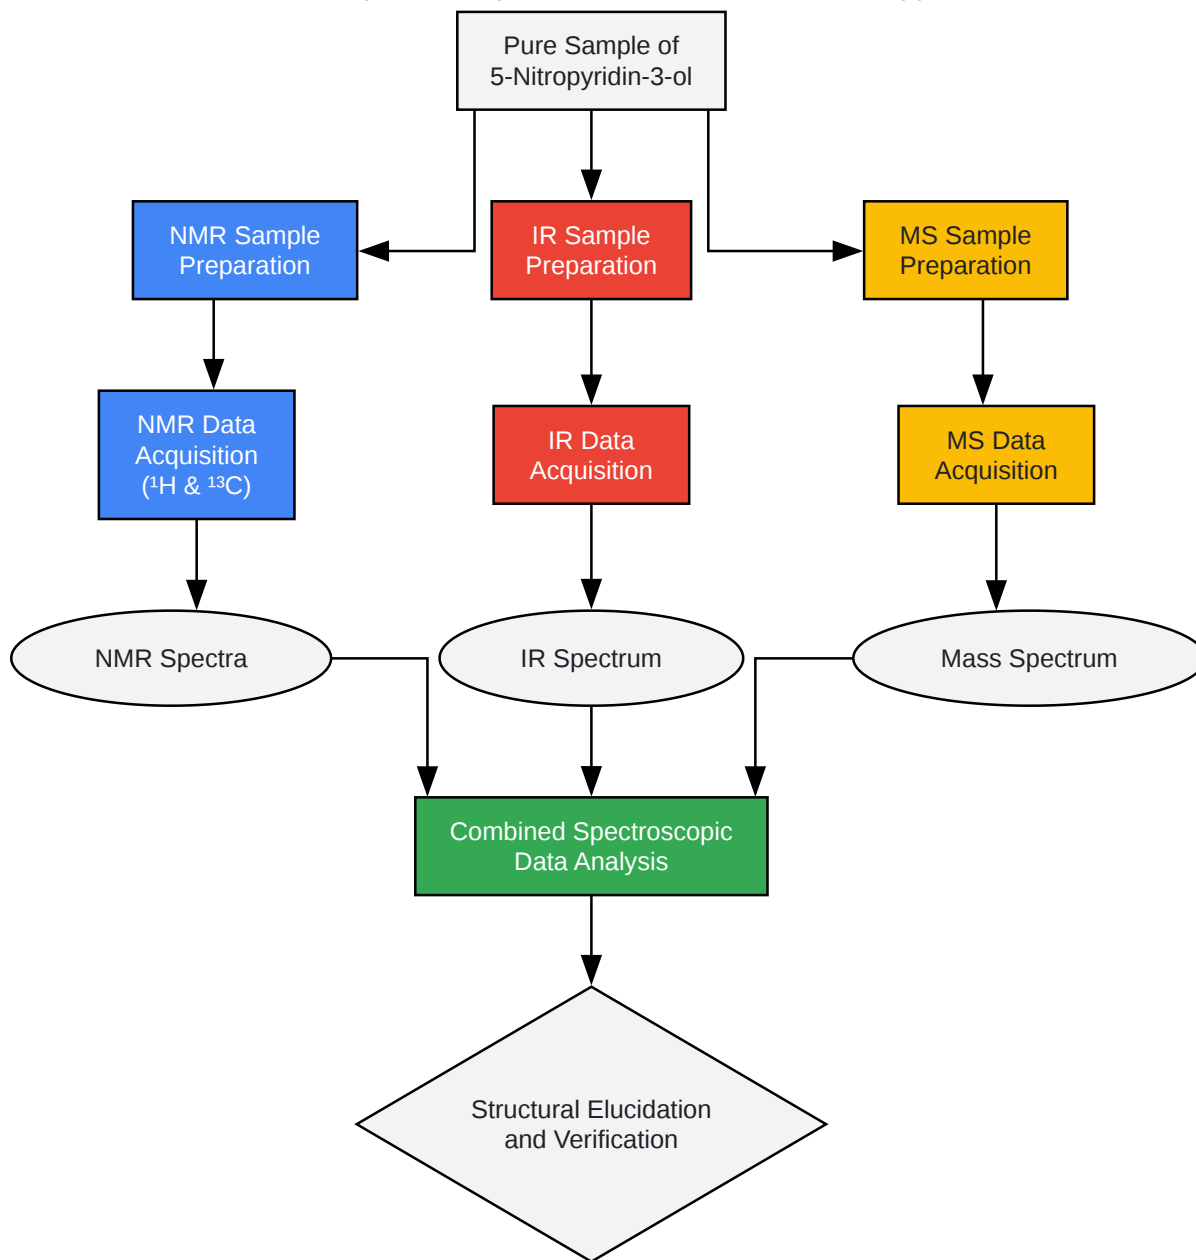 Pure Sample of
5-Nitropyridin-3-ol
NMR Sample
Preparation
IR Sample
Preparation
MS Sample
Preparation
NMR Data
Acquisition
(¹H & ¹³C)
IR Data
Acquisition
MS Data
Acquisition
NMR Spectra
IR Spectrum
Mass Spectrum
Combined Spectroscopic
Data Analysis
Structural Elucidation
and Verification